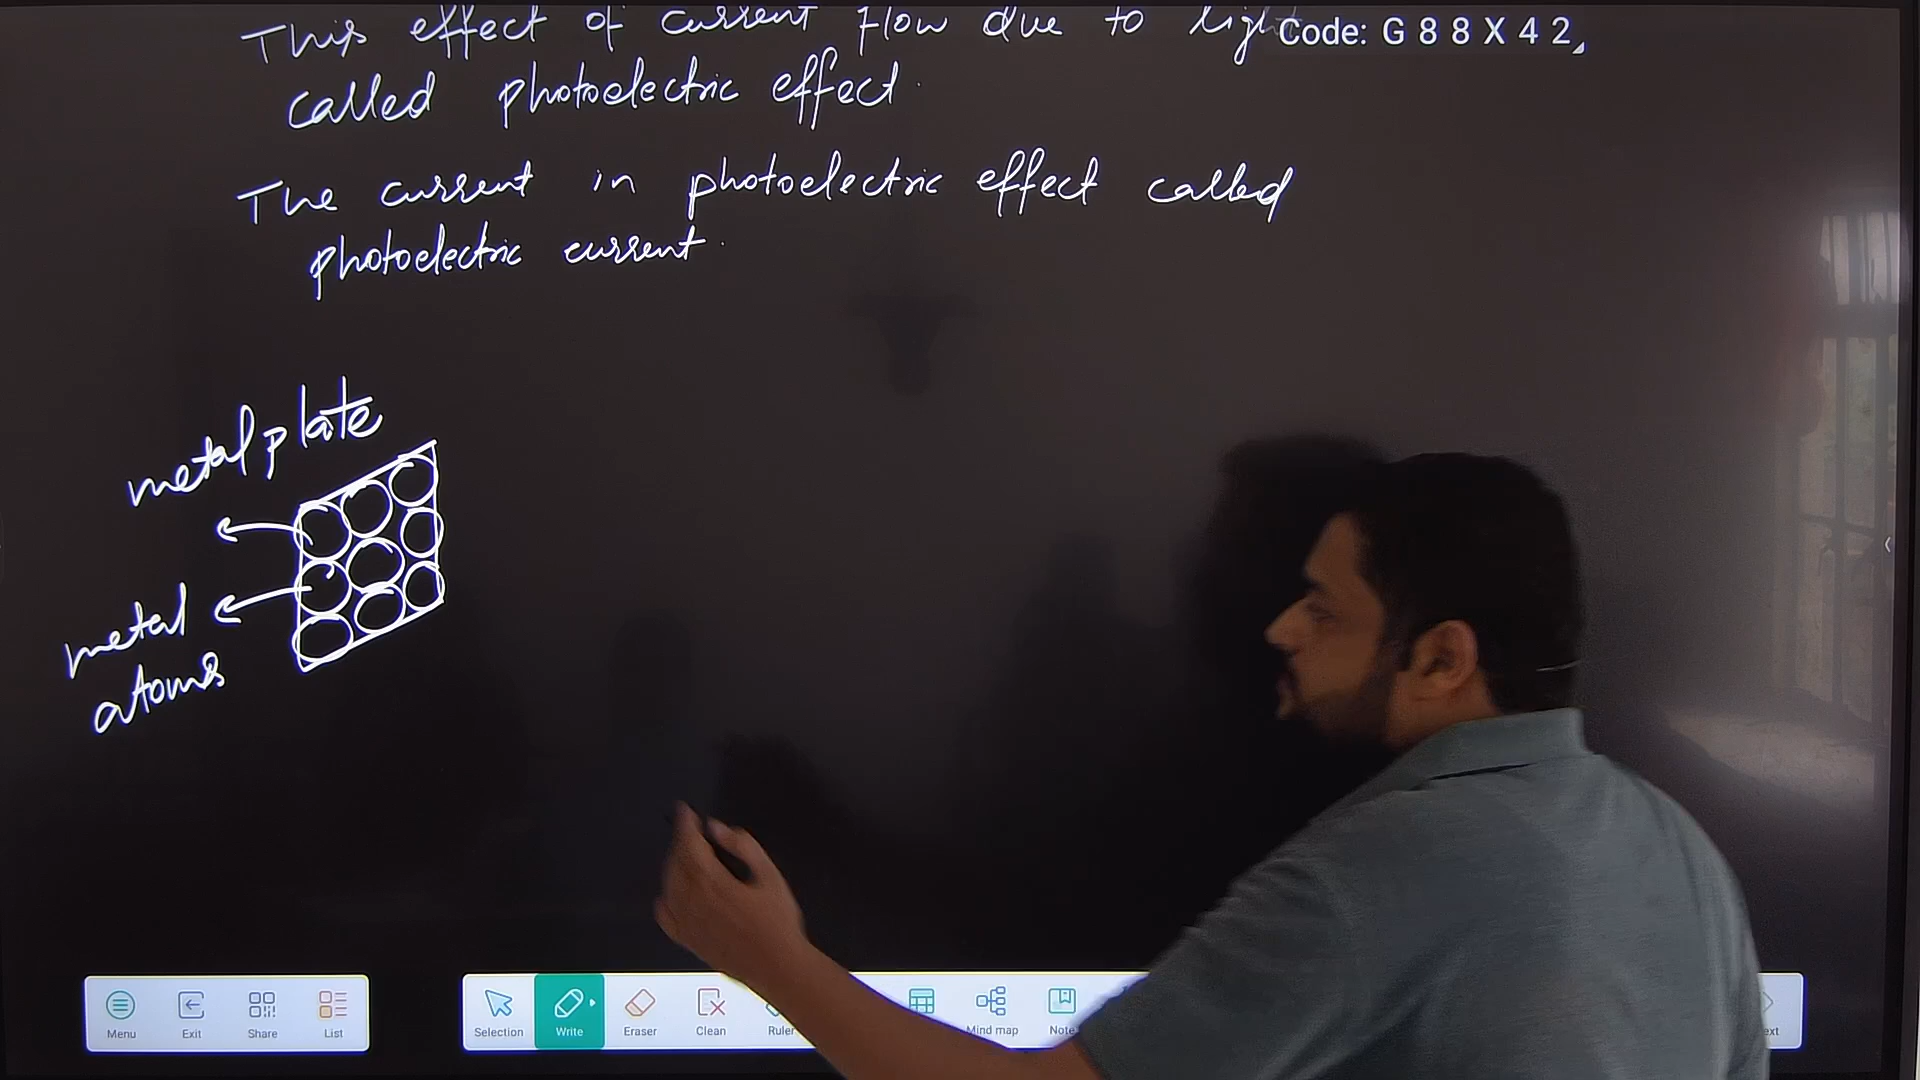 This effect of current flow due to light
Code: G 8 8 X 4 2
called photoelectric effect.
The current in photoelectric effect called
photoelectric current.
metal plate
metal
atoms
Menu
Exit
Share
List
Selection
Write
Eraser
Clean
Ruler
Mind map
Note